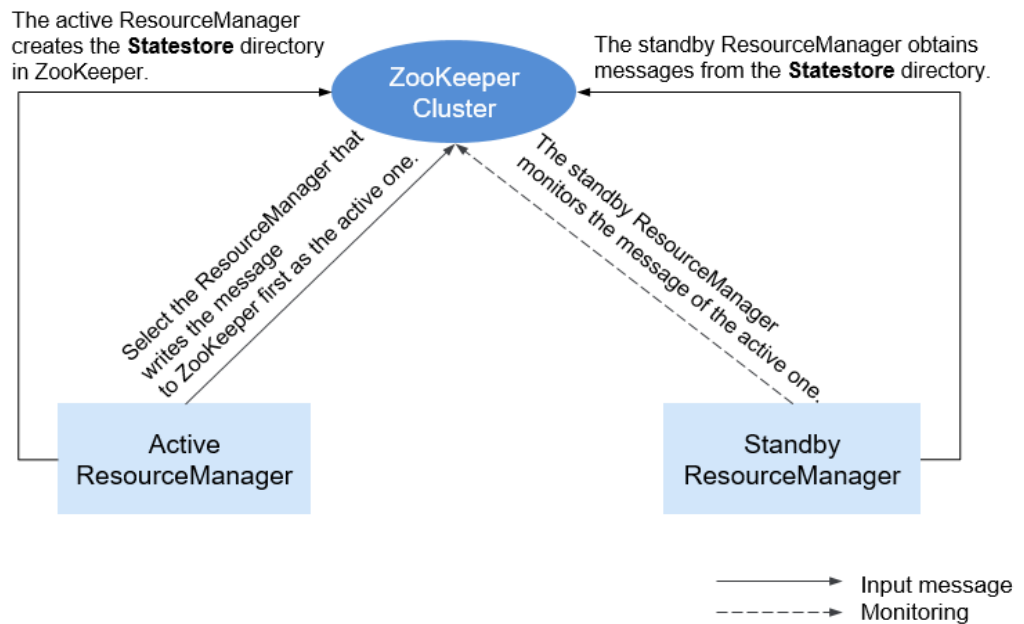 The active ResourceManager
creates the Statestore directory
in ZooKeeper.
The standby ResourceManager obtains
messages from the Statestore directory.
ZooKeeper
Cluster
Select the ResourceManager that
writes the message
to ZooKeeper first as the active one.
The standby ResourceManager
monitors the message of the active one.
Active
ResourceManager
Standby
ResourceManager
Input message
Monitoring